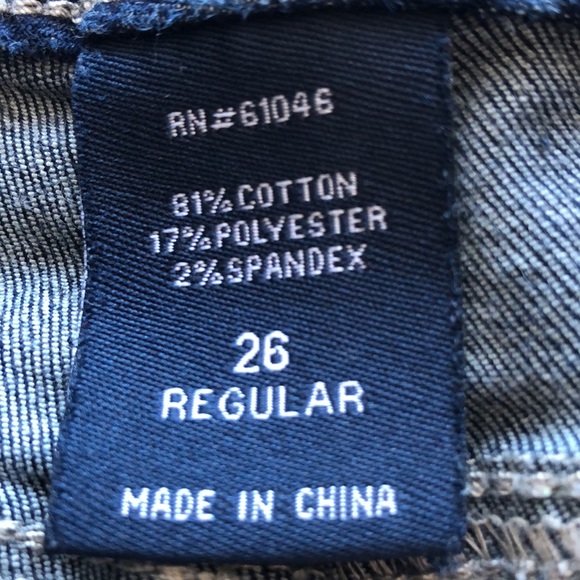 RN#61046
81% COTTON
17% POLYESTER
2% SPANDEX
26
REGULAR
MADE IN CHINA